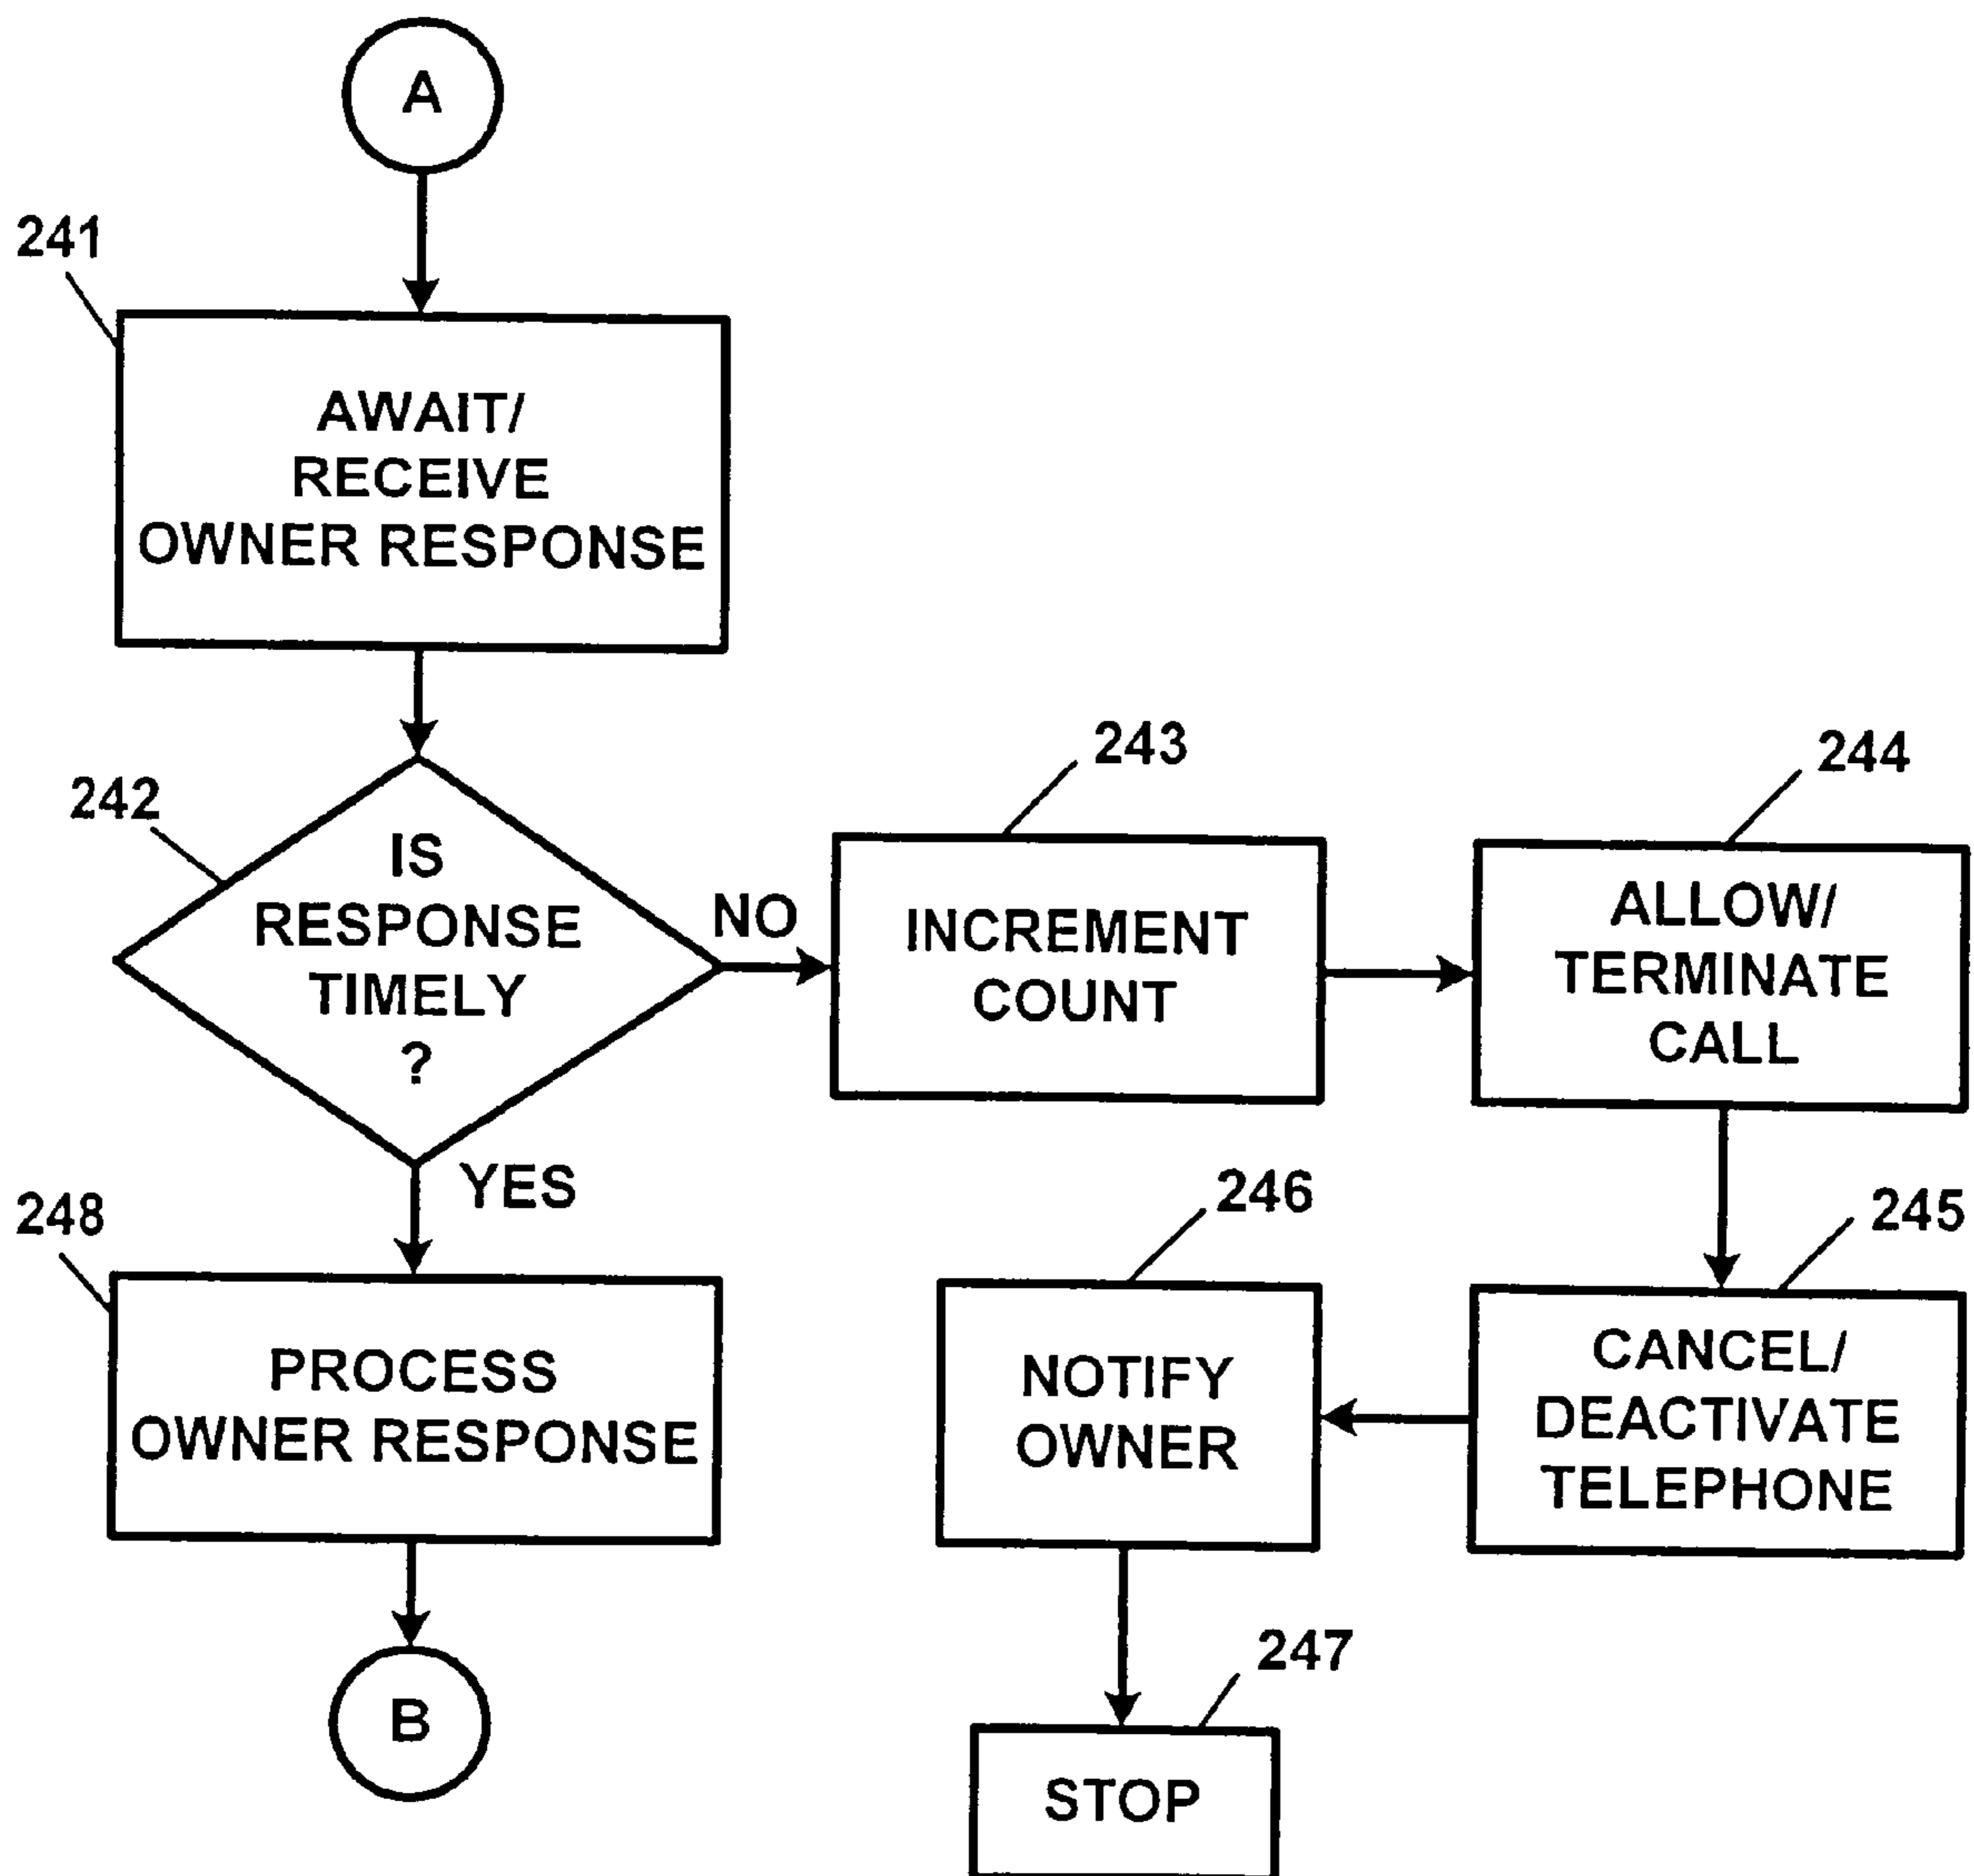 A
241
AWAIT/
RECEIVE
OWNER RESPONSE
242
IS
RESPONSE
TIMELY
?
NO
243
INCREMENT
COUNT
244
ALLOW/
TERMINATE
CALL
YES
248
PROCESS
OWNER RESPONSE
246
NOTIFY
OWNER
245
CANCEL/
DEACTIVATE
TELEPHONE
B
247
STOP